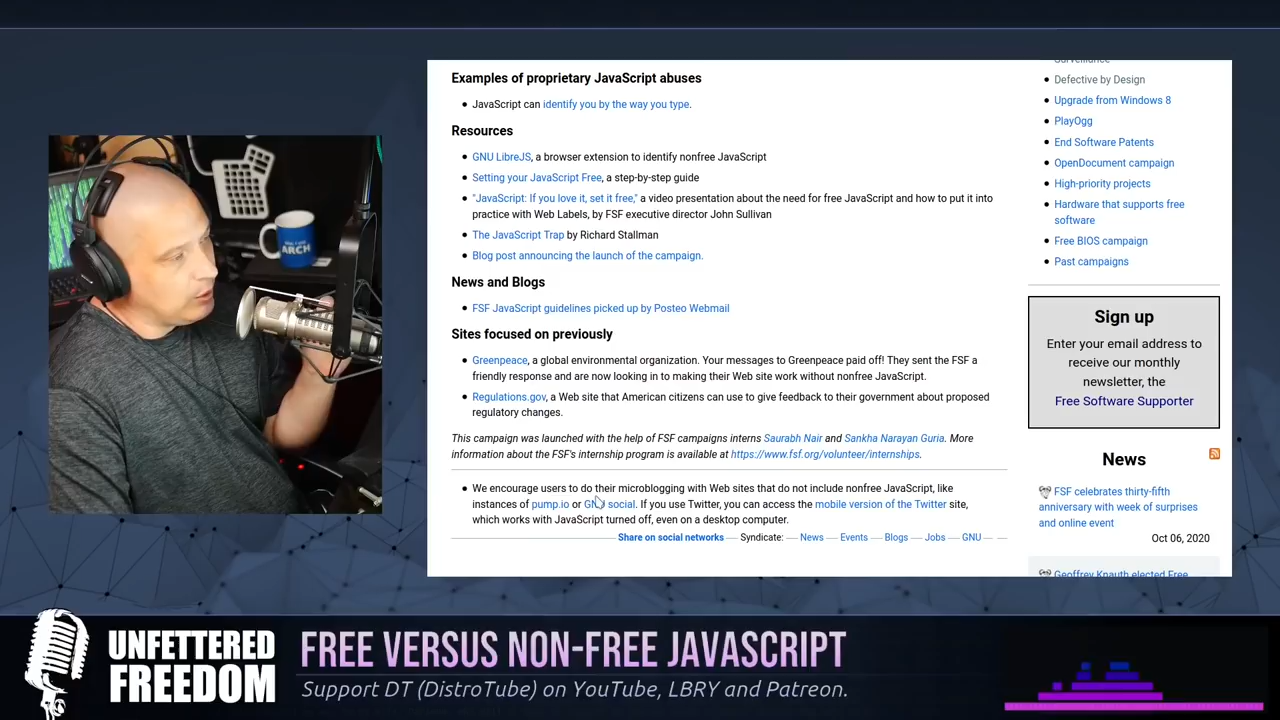 ARCH
Examples of proprietary JavaScript abuses
JavaScript can identify you by the way you type.
Resources
GNU LibreJS, a browser extension to identify nonfree JavaScript
Setting your JavaScript Free, a step-by-step guide
"JavaScript: If you love it, set it free," a video presentation about the need for free JavaScript and how to put it into
practice with Web Labels, by FSF executive director John Sullivan
The JavaScript Trap by Richard Stallman
Blog post announcing the launch of the campaign.
News and Blogs
FSF JavaScript guidelines picked up by Posteo Webmail
Sites focused on previously
Greenpeace, a global environmental organization. Your messages to Greenpeace paid off! They sent the FSF a
friendly response and are now looking in to making their Web site work without nonfree JavaScript.
Regulations.gov, a Web site that American citizens can use to give feedback to their government about proposed
regulatory changes.
This campaign was launched with the help of FSF campaigns interns Saurabh Nair and Sankha Narayan Guria. More
information about the FSF's internship program is available at https://www.fsf.org/volunteer/internships.
We encourage users to do their microblogging with Web sites that do not include nonfree JavaScript, like
instances of pump.io or GNU social. If you use Twitter, you can access the mobile version of the Twitter site,
which works with JavaScript turned off, even on a desktop computer.
Share on social networks — Syndicate: — News — Events — Blogs — Jobs — GNU — —
Surveillance
Defective by Design
Upgrade from Windows 8
PlayOgg
End Software Patents
OpenDocument campaign
High-priority projects
Hardware that supports free
software
Free BIOS campaign
Past campaigns
Sign up
Enter your email address to
receive our monthly
newsletter, the
Free Software Supporter
News
FSF celebrates thirty-fifth
anniversary with week of surprises
and online event
Oct 06, 2020
Geoffrey Knauth elected Free
UNFETTERED
FREEDOM
FREE VERSUS NON-FREE JAVASCRIPT
Support DT (DistroTube) on YouTube, LBRY and Patreon.